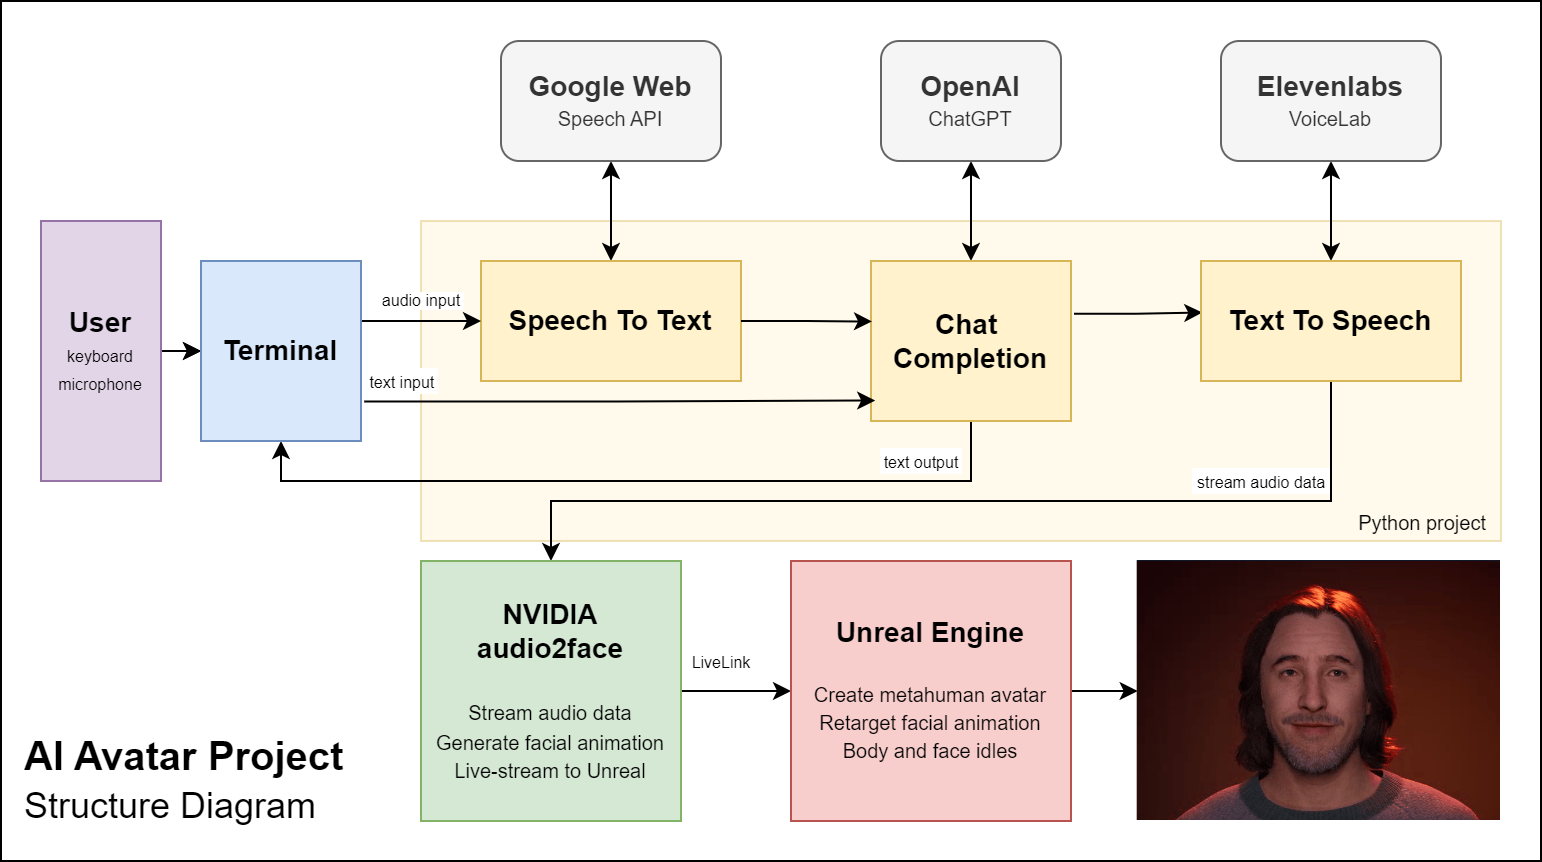 Google Web
Speech API
OpenAI
ChatGPT
Elevenlabs
VoiceLab
User
keyboard
microphone
Terminal
audio input
text input
Speech To Text
Chat
Completion
Text To Speech
text output
stream audio data
Python project
NVIDIA
audio2face
Stream audio data
Generate facial animation
Live-stream to Unreal
LiveLink
Unreal Engine
Create metahuman avatar
Retarget facial animation
Body and face idles
AI Avatar Project
Structure Diagram